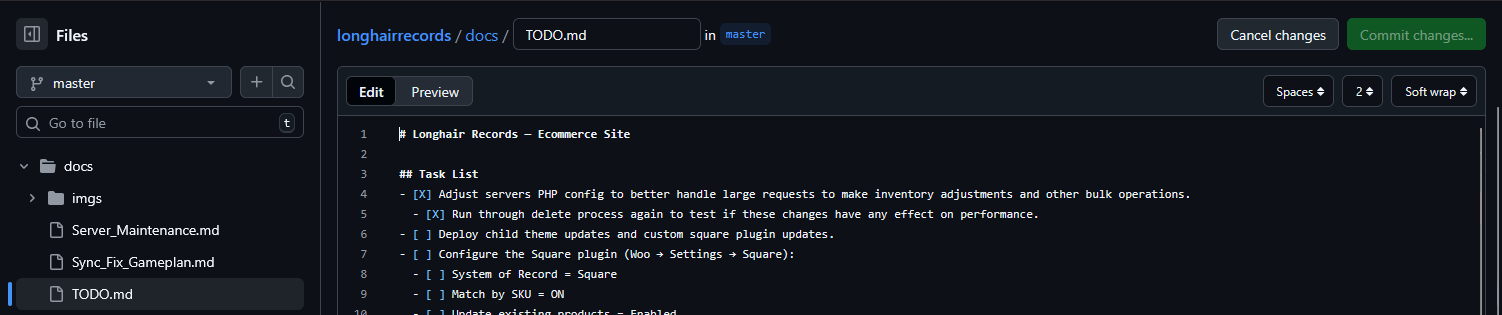 Files
master
Go to file
t
docs
imgs
Server_Maintenance.md
Sync_Fix_Gameplan.md
TODO.md
longhairrecords / docs / TODO.md in master
Cancel changes
Commit changes...
Edit
Preview
Spaces
2
Soft wrap
1 # Longhair Records — Ecommerce Site
2
3 ## Task List
4 - [X] Adjust servers PHP config to better handle large requests to make inventory adjustments and other bulk operations.
5 - [X] Run through delete process again to test if these changes have any effect on performance.
6 - [ ] Deploy child theme updates and custom square plugin updates.
7 - [ ] Configure the Square plugin (Woo → Settings → Square):
8 - [ ] System of Record = Square
9 - [ ] Match by SKU = ON
10 - [ ] Update existing products = Enabled